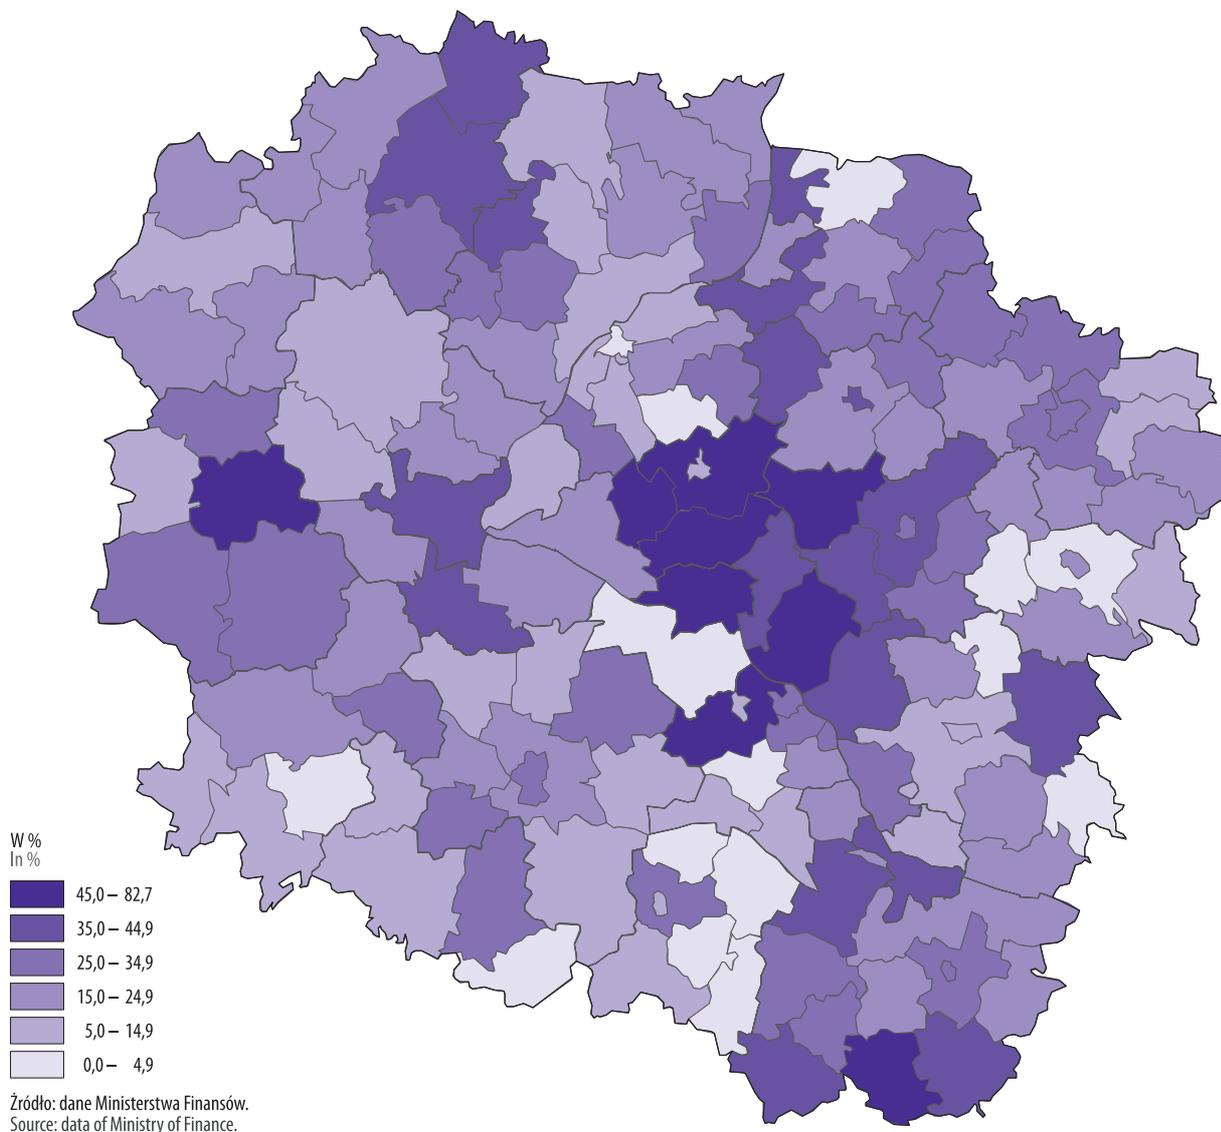 W %
In %
45,0 – 82,7
35,0 – 44,9
25,0 – 34,9
15,0 – 24,9
5,0 – 14,9
0,0 – 4,9
Żródło: dane Ministerstwa Finansów.
Source: data of Ministry of Finance.